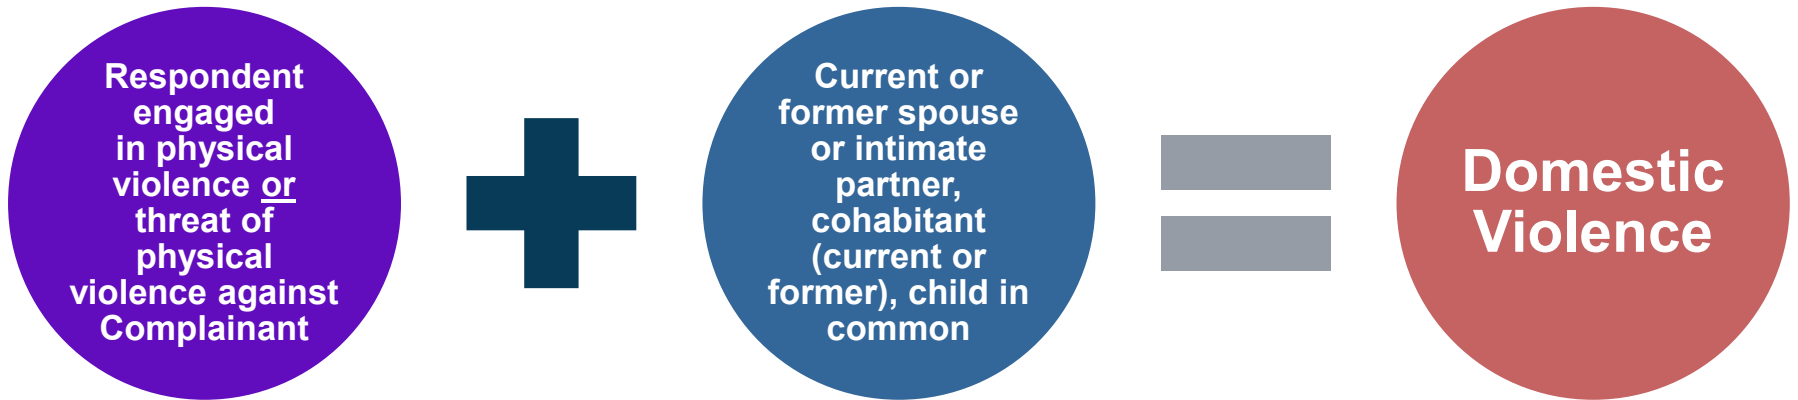 Respondent
engaged
in physical
violence or
threat of
physical
violence against
Complainant
Current or
former spouse
or intimate
partner,
cohabitant
(current or
former), child in
common
Domestic
Violence